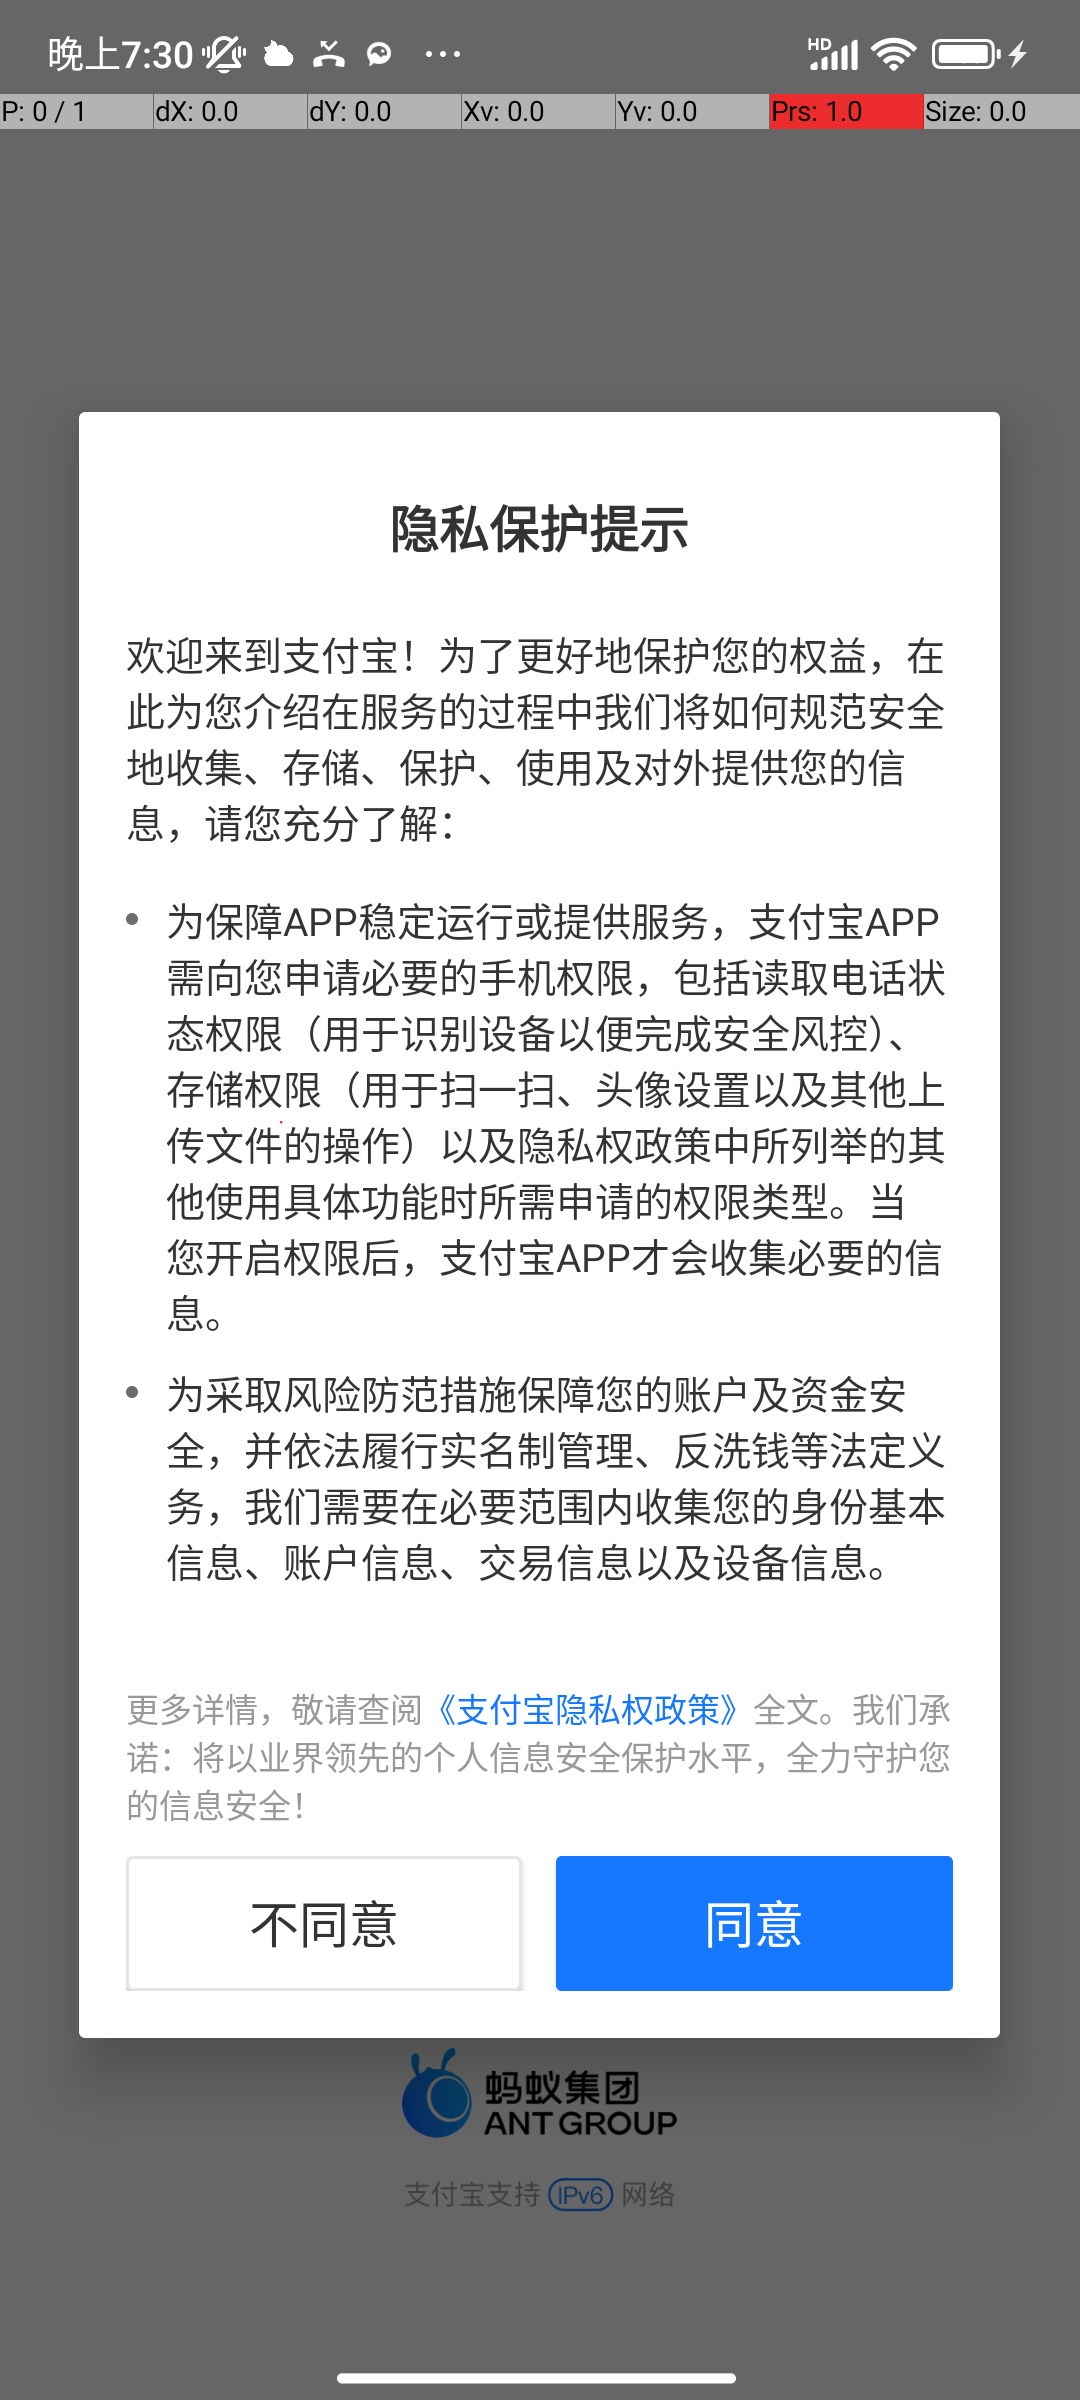 晚上7:30
HD
P: 0 / 1 dX: 0.0 dY: 0.0 Xv: 0.0 Yv: 0.0 Prs: 1.0 Size: 0.0
隐私保护提示
欢迎来到支付宝！为了更好地保护您的权益，在
此为您介绍在服务的过程中我们将如何规范安全
地收集、存储、保护、使用及对外提供您的信
息，请您充分了解：
• 为保障APP稳定运行或提供服务，支付宝APP
需向您申请必要的手机权限，包括读取电话状
态权限（用于识别设备以便完成安全风控）、
存储权限（用于扫一扫、头像设置以及其他上
传文件的操作）以及隐私权政策中所列举的其
他使用具体功能时所需申请的权限类型。当
您开启权限后，支付宝APP才会收集必要的信
息。
• 为采取风险防范措施保障您的账户及资金安
全，并依法履行实名制管理、反洗钱等法定义
务，我们需要在必要范围内收集您的身份基本
信息、账户信息、交易信息以及设备信息。
更多详情，敬请查阅《支付宝隐私权政策》全文。我们承
诺：将以业界领先的个人信息安全保护水平，全力守护您
的信息安全！
不同意 同意
蚂蚁集团
ANT GROUP
支付宝支持 IPv6 网络